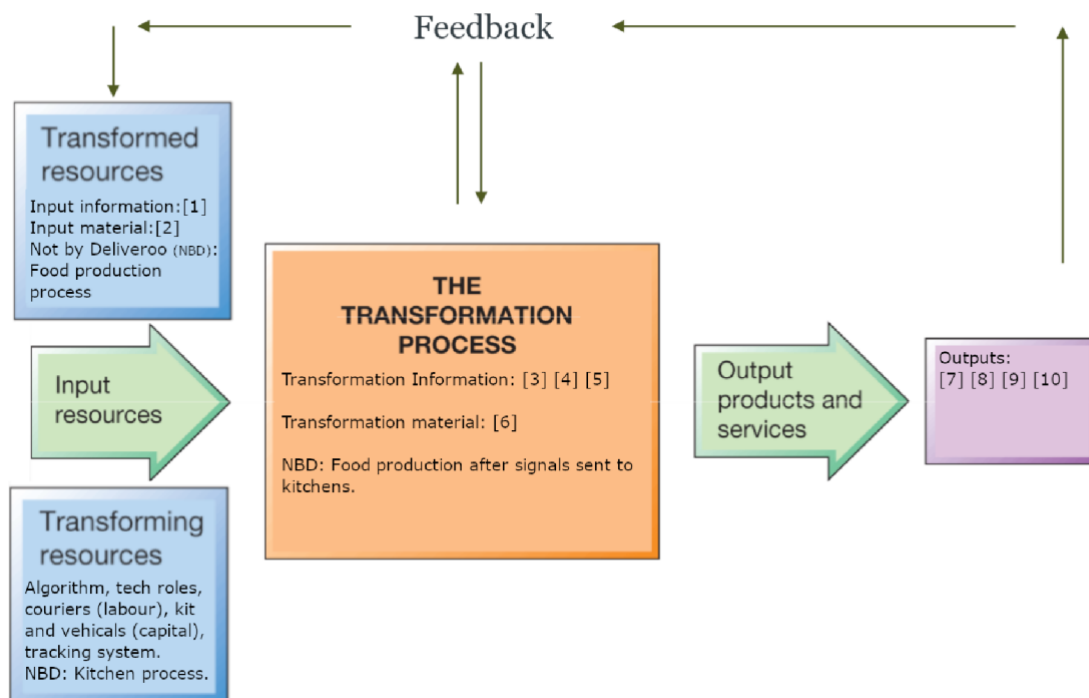 Feedback
Transformed
resources
Input information:[1]
Input material:[2]
Not by Deliveroo (NBD):
Food production
process
Input
resources
Transforming
resources
Algorithm, tech roles,
couriers (labour), kit
and vehicals (capital),
tracking system.
NBD: Kitchen process.
THE
TRANSFORMATION
PROCESS
Transformation Information: [3] [4] [5]
Transformation material: [6]
NBD: Food production after signals sent to
kitchens.
Output
products and
services
Outputs:
[7] [8] [9] [10]